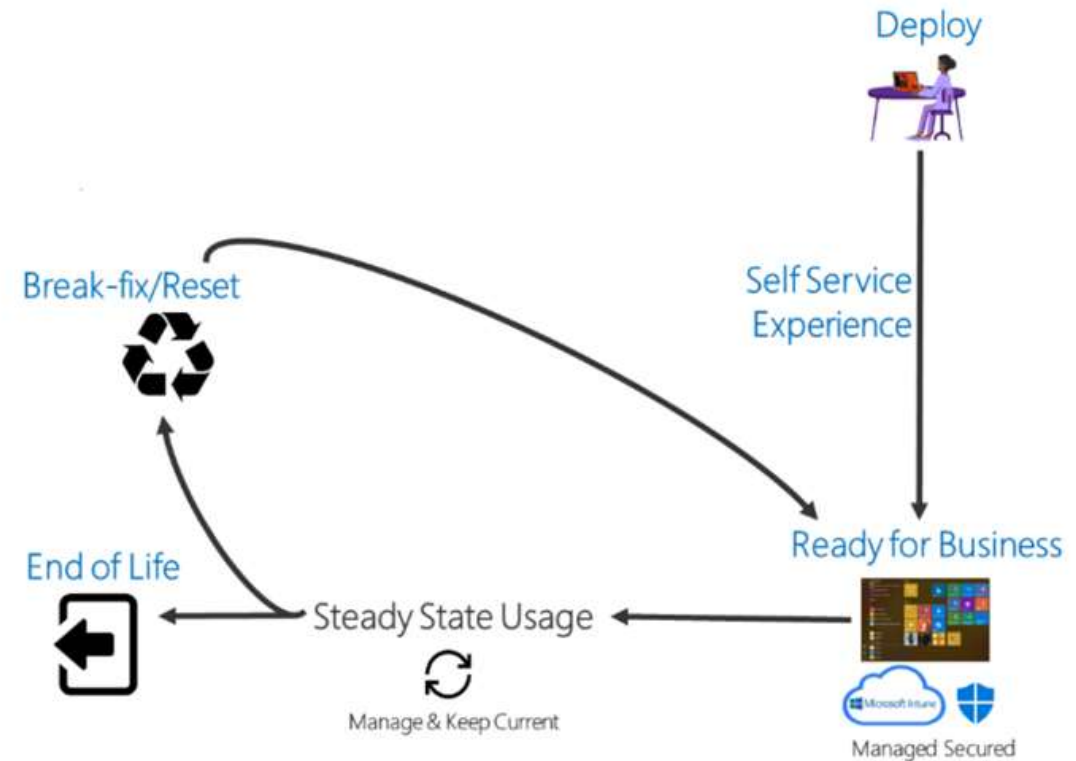 Deploy
Self Service
Experience
Break-fix/Reset
Ready for Business
End of Life
Steady State Usage
Manage & Keep Current
Microsoft Intune
Managed Secured